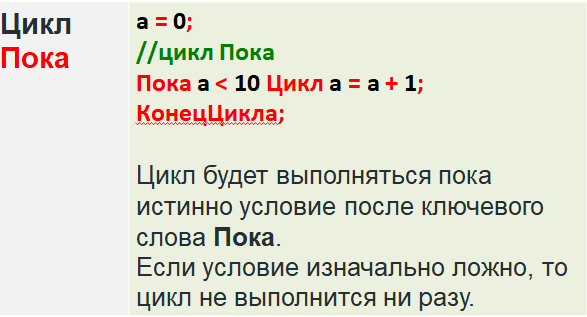 Цикл
Пока
а = 0;
//цикл Пока
Пока а < 10 Цикл а = а + 1;
КонецЦикла;
Цикл будет выполняться пока
истинно условие после ключевого
слова Пока.
Если условие изначально ложно, то
цикл не выполнится ни разу.